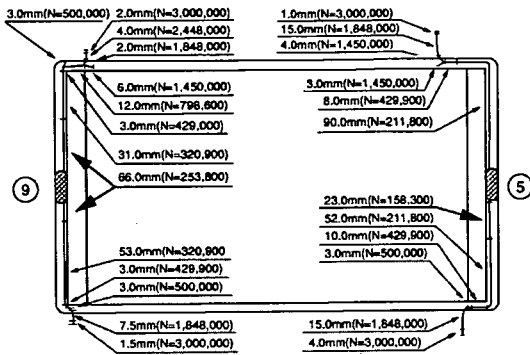 3.0mm(N=500,000)
2.0mm(N=3,000,000)
4.0mm(N=2,448,000)
2.0mm(N=1,848,000)
1.0mm(N=3,000,000)
15.0mm(N=1,848,000)
4.0mm(N=1,450,000)
6.0mm(N=1,450,000)
12.0mm(N=798,600)
3.0mm(N=429,000)
31.0mm(N=320,900)
66.0mm(N=253,800)
3.0mm(N=1,450,000)
8.0mm(N=429,900)
90.0mm(N=211,800)
9
5
23.0mm(N=158,300)
52.0mm(N=211,800)
10.0mm(N=429,900)
3.0mm(N=500,000)
53.0mm(N=320,900
3.0mm(N=429,900)
3.0mm(N=500,000)
7.5mm(N=1,848,000)
1.5mm(N=3,000,000)
15.0mm(N=1,848,000)
4.0mm(N=3,000,000)